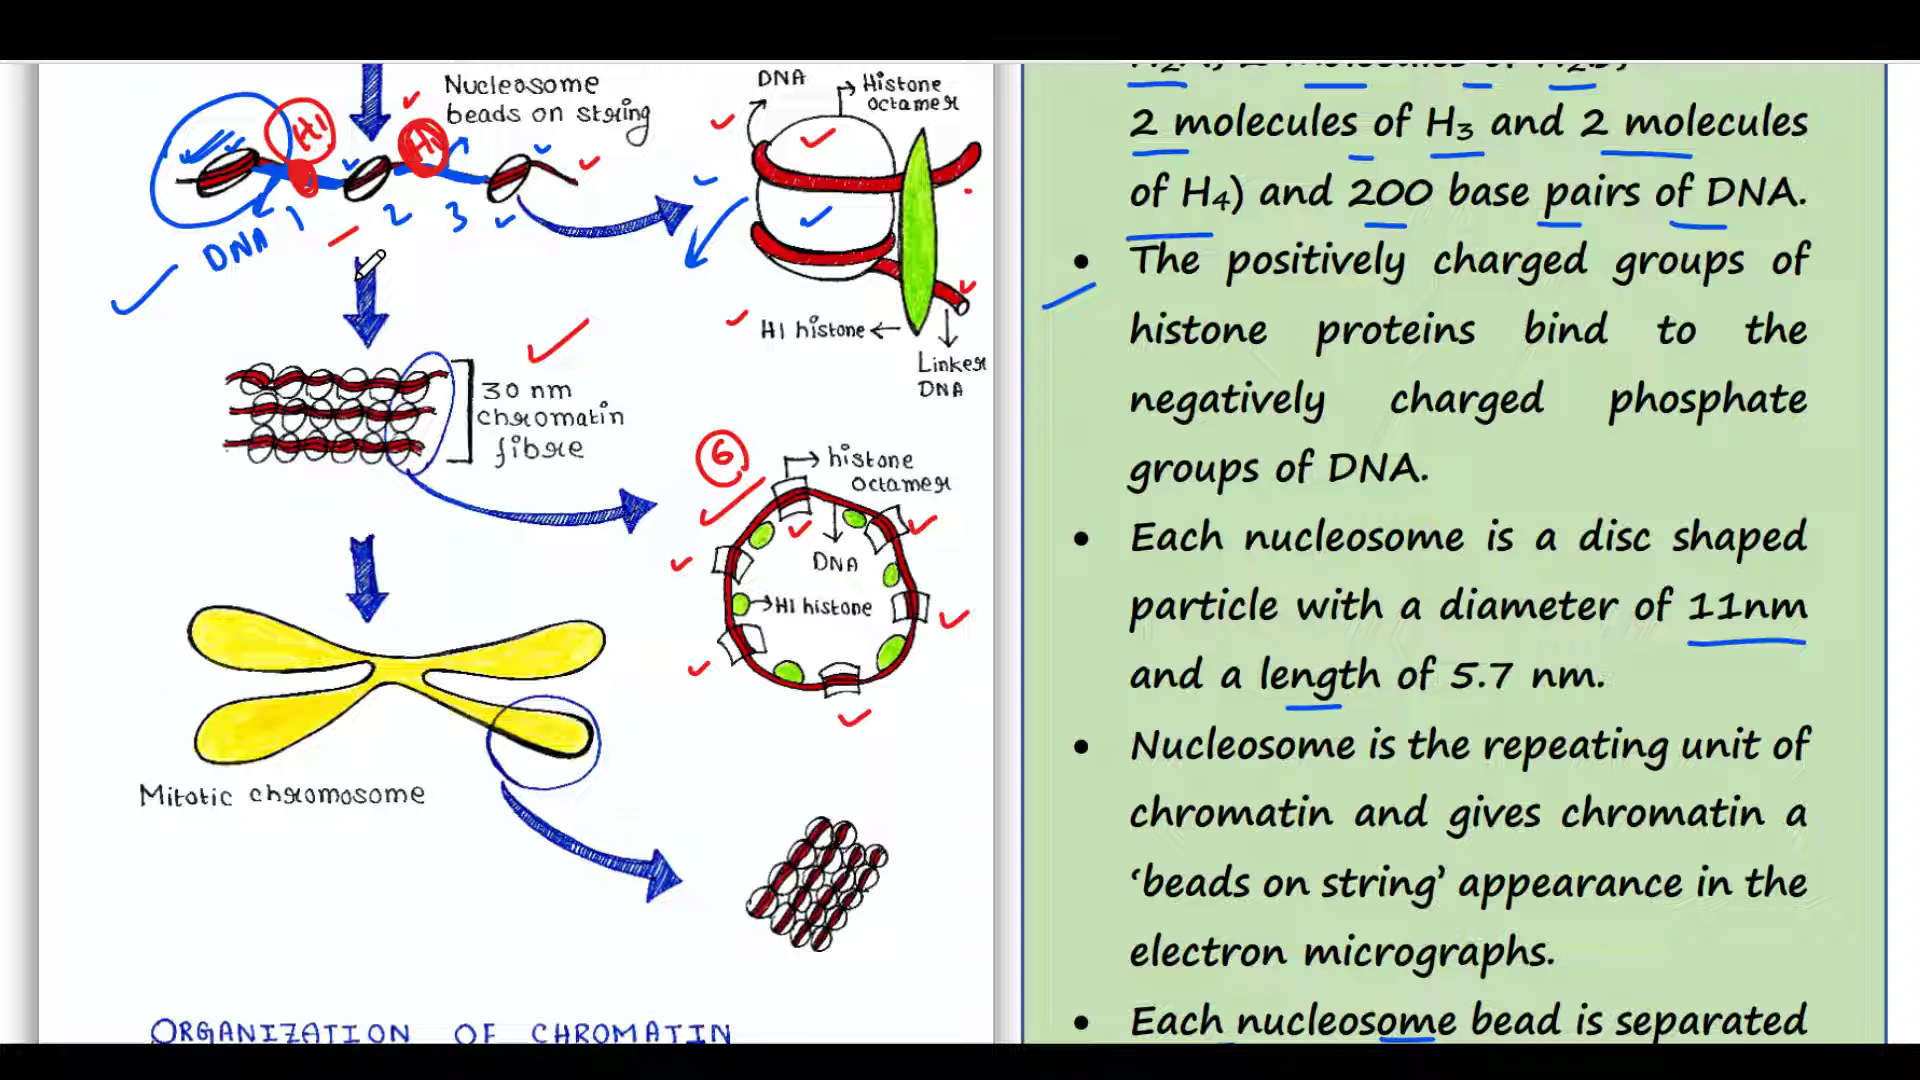 Nucleosome
beads on string
H1
H1
DNA
1
2
3
DNA
Histone
octamer
H1 histone
Linker
DNA
30 nm
chromatin
fibre
6
histone
octamer
DNA
H1 histone
Mitotic chromosome
ORGANIZATION OF CHROMATIN
2 molecules of H3 and 2 molecules
of H4) and 200 base pairs of DNA.
• The positively charged groups of
histone proteins bind to the
negatively charged phosphate
groups of DNA.
• Each nucleosome is a disc shaped
particle with a diameter of 11nm
and a length of 5.7 nm.
• Nucleosome is the repeating unit of
chromatin and gives chromatin a
‘beads on string’ appearance in the
electron micrographs.
• Each nucleosome bead is separated